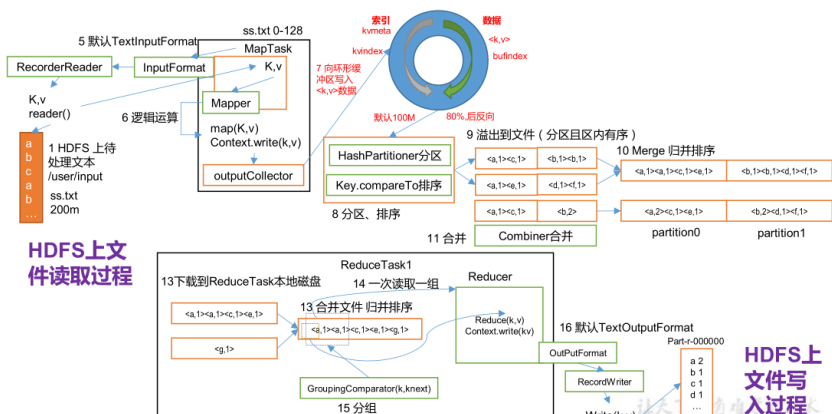 ss.txt 0-128
索引
kvmeta
kvindex
数据
<k,v>
bufindex
5 默认TextInputFormat
MapTask
RecorderReader
InputFormat
K,v
K,v
reader()
Mapper
6 逻辑运算
map(K,v)
Context.write(k,v)
outputCollector
7 向环形缓
冲区写入
<k,v>数据
默认100M
80%,后反向
1 HDFS 上待
处理文本
/user/input
ss.txt
200m
a
b
c
a
b
...
HDFS上文
件读取过程
HashPartitioner分区
Key.compareTo排序
8 分区、排序
9 溢出到文件（分区且区内有序）
<a,1><c,1>
<b,1><b,1>
<a,1><e,1>
<d,1><f,1>
<a,1><c,1>
<b,2>
11 合并
Combiner合并
10 Merge 归并排序
<a,1><a,1><c,1><e,1>
<b,1><b,1><d,1><f,1>
<a,2><c,1><e,1>
<b,2><d,1><f,1>
partition0
partition1
ReduceTask1
13下载到ReduceTask本地磁盘
<a,1><a,1><c,1><e,1>
<g,1>
14 一次读取一组
13 合并文件 归并排序
<a,1><a,1><c,1><e,1><g,1>
GroupingComparator(k,knext)
15 分组
Reducer
Reduce(k,v)
Context.write(kv)
16 默认TextOutputFormat
OutPutFormat
RecordWriter
Part-r-000000
a 2
b 1
c 1
d 1
...
HDFS上
文件写
过程